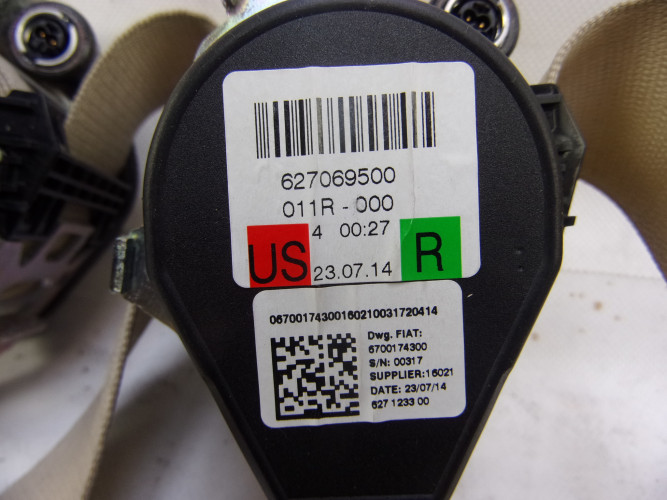 627069500
011R - 000
4 00:27
US 23.07.14 R
06700174300160210031720414
Dwg. FIAT:
6700174300
S/N: 00317
SUPPLIER:16021
DATE: 23/07/14
627 1233 00